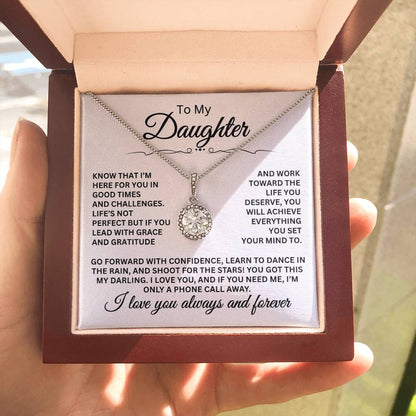 To My
Daughter
KNOW THAT I'M
HERE FOR YOU IN
GOOD TIMES
AND CHALLENGES.
LIFE'S NOT
PERFECT BUT IF YOU
LEAD WITH GRACE
AND GRATITUDE
AND WORK
TOWARD THE
LIFE YOU
DESERVE, YOU
WILL ACHIEVE
EVERYTHING
YOU SET
YOUR MIND TO.
GO FORWARD WITH CONFIDENCE, LEARN TO DANCE IN
THE RAIN, AND SHOOT FOR THE STARS! YOU GOT THIS
MY DARLING. I LOVE YOU, AND IF YOU NEED ME, I'M
ONLY A PHONE CALL AWAY.
I love you always and forever